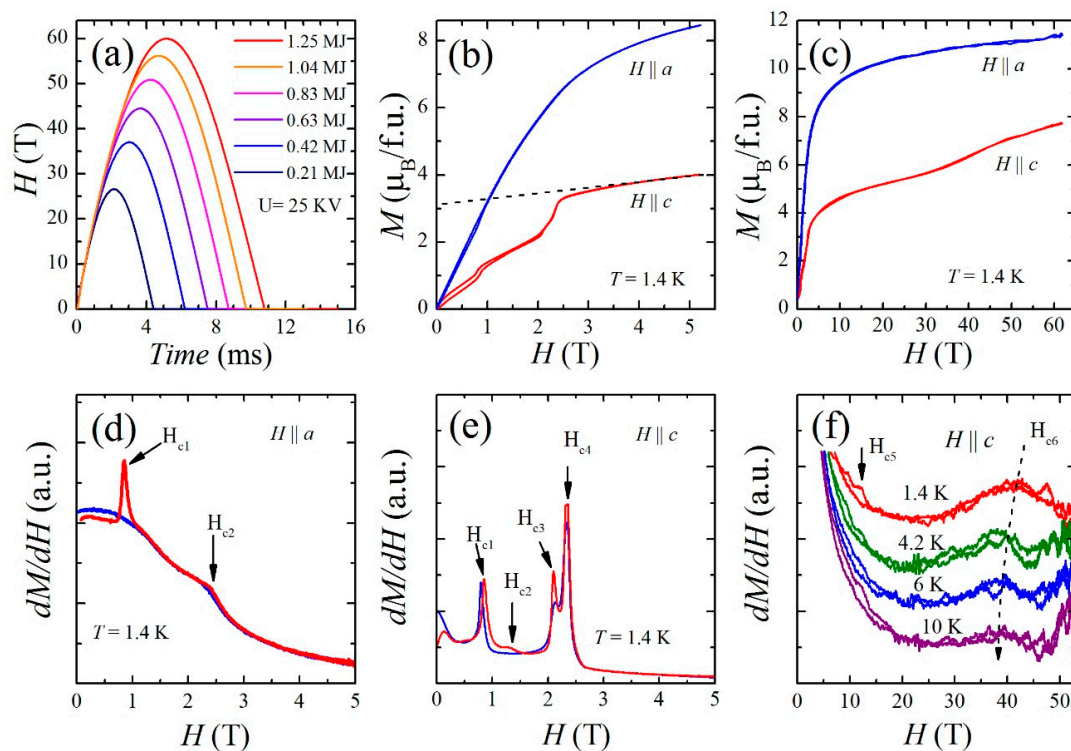 (a)
1.25 MJ
1.04 MJ
0.83 MJ
0.63 MJ
0.42 MJ
0.21 MJ
U= 25 KV
60
50
40
30
20
10
0
H (T)
0 4 8 12 16
Time (ms)
(b)
H || a
H || c
T = 1.4 K
8
6
4
2
0
M (μB/f.u.)
0 1 2 3 4 5
H (T)
(c)
H || a
H || c
T = 1.4 K
12
10
8
6
4
2
0
M (μB/f.u.)
0 10 20 30 40 50 60
H (T)
(d)
H || a
Hc1
Hc2
T = 1.4 K
dM/dH (a.u.)
0 1 2 3 4 5
H (T)
(e)
H || c
Hc4
Hc3
Hc1
Hc2
T = 1.4 K
dM/dH (a.u.)
0 1 2 3 4 5
H (T)
(f)
H || c
Hc6
Hc5
1.4 K
4.2 K
6 K
10 K
dM/dH (a.u.)
0 10 20 30 40 50
H (T)